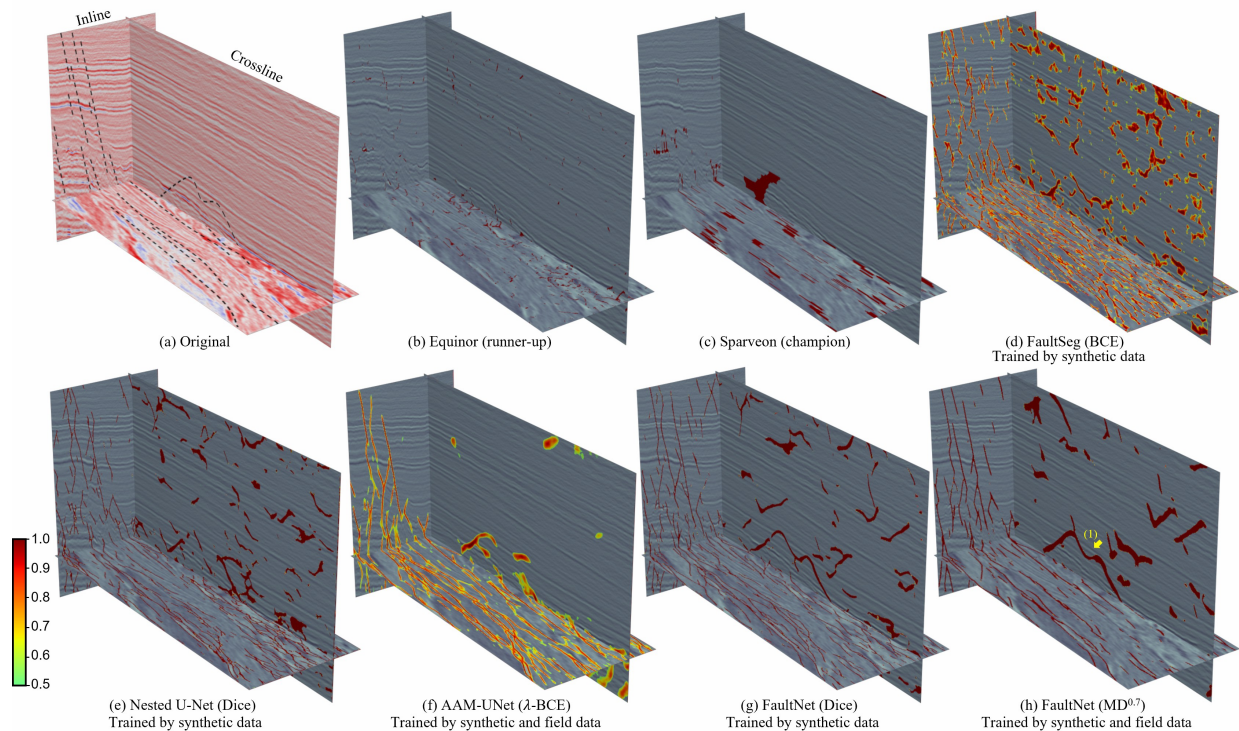 Inline
Crossline
(a) Original
(b) Equinor (runner-up)
(c) Sparveon (champion)
(d) FaultSeg (BCE)
Trained by synthetic data
1.0
0.9
0.8
0.7
0.6
0.5
(1)
(e) Nested U-Net (Dice)
Trained by synthetic data
(f) AAM-UNet (λ-BCE)
Trained by synthetic and field data
(g) FaultNet (Dice)
Trained by synthetic data
(h) FaultNet (MD⁰·⁷)
Trained by synthetic and field data